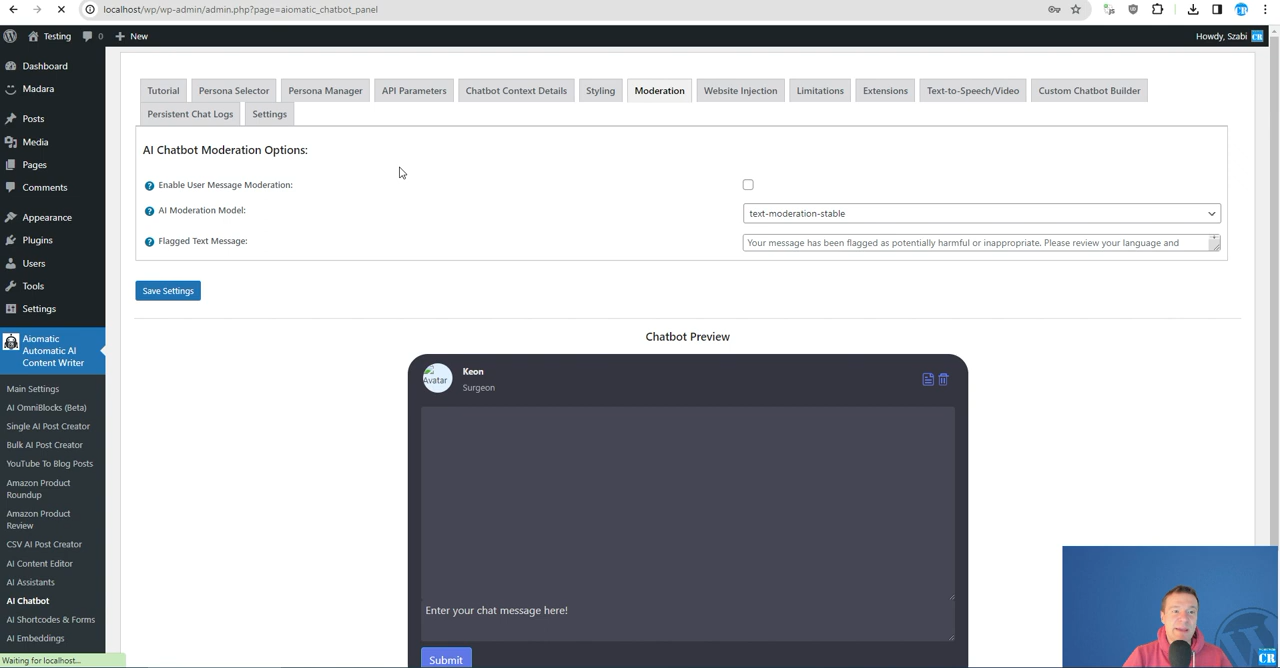 localhost/wp/wp-admin/admin.php?page=aiomatic_chatbot_panel
Testing 0 New
Howdy, Szabi CR
Dashboard
Madara
Posts
Media
Pages
Comments
Appearance
Plugins
Users
Tools
Settings
Aiomatic
Automatic AI
Content Writer
Main Settings
AI OmniBlocks (Beta)
Single AI Post Creator
Bulk AI Post Creator
YouTube To Blog Posts
Amazon Product
Roundup
Amazon Product
Review
CSV AI Post Creator
AI Content Editor
AI Assistants
AI Chatbot
AI Shortcodes & Forms
AI Embeddings
Waiting for localhost...
Tutorial Persona Selector Persona Manager API Parameters Chatbot Context Details Styling Moderation Website Injection Limitations Extensions Text-to-Speech/Video Custom Chatbot Builder
Persistent Chat Logs Settings
AI Chatbot Moderation Options:
Enable User Message Moderation:
AI Moderation Model: text-moderation-stable
Flagged Text Message: Your message has been flagged as potentially harmful or inappropriate. Please review your language and
Save Settings
Chatbot Preview
Avatar
Keon
Surgeon
Enter your chat message here!
Submit
CR